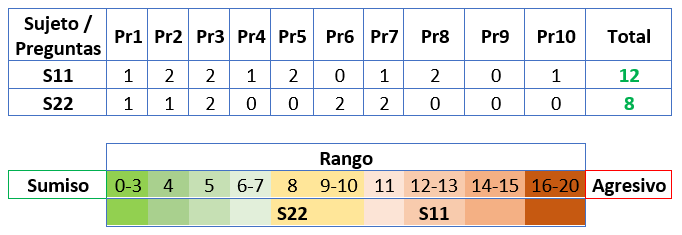 Sujeto / Preguntas Pr1 Pr2 Pr3 Pr4 Pr5 Pr6 Pr7 Pr8 Pr9 Pr10 Total
S11 1 2 2 1 2 0 1 2 0 1 12
S22 1 1 2 0 0 2 2 0 0 0 8
Rango
Sumiso 0-3 4 5 6-7 8 9-10 11 12-13 14-15 16-20 Agresivo
S22 S11